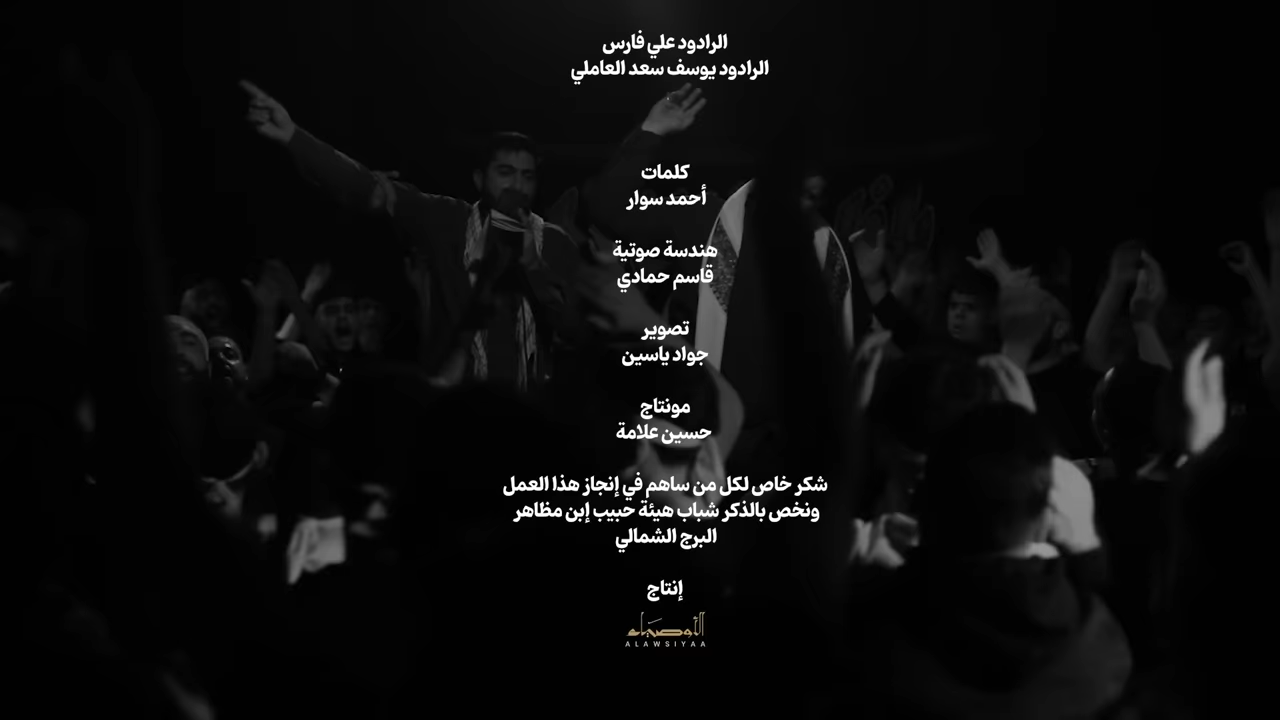 الرادود علي فارس
الرادود يوسف سعد العاملي
كلمات
أحمد سوار
هندسة صوتية
قاسم حمادي
تصوير
جواد ياسين
مونتاج
حسين علامة
شكر خاص لكل من ساهم في إنجاز هذا العمل
ونخص بالذكر شباب هيئة حبيب إبن مظاهر
البرج الشمالي
إنتاج
الأوصياء
ALAWSIYAA